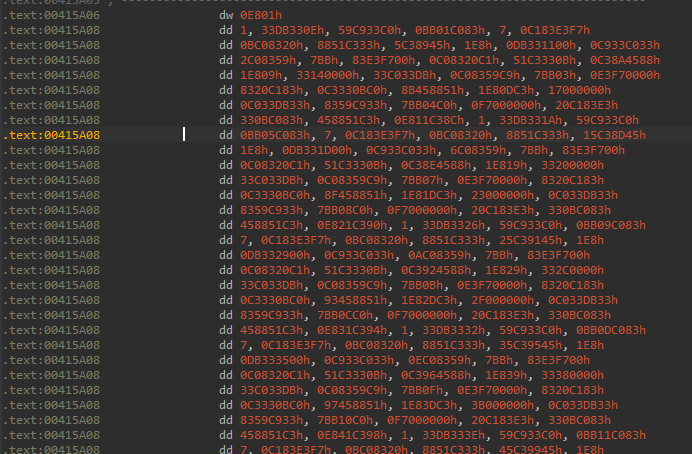 .text:00415A06 dw 0E801h
.text:00415A08 dd 1, 33DB330Eh, 59C933C0h, 0BB01C083h, 7, 0C183E3F7h
.text:00415A08 dd 0BC08320h, 8851C333h, 5C38945h, 1E8h, 0DB331100h, 0C933C033h
.text:00415A08 dd 2C08359h, 7BBh, 83E3F700h, 0C08320C1h, 51C3330Bh, 0C38A4588h
.text:00415A08 dd 1E809h, 33140000h, 33C033DBh, 0C08359C9h, 7BB03h, 0E3F70000h
.text:00415A08 dd 8320C183h, 0C3330BC0h, 8B458851h, 1E80DC3h, 17000000h
.text:00415A08 dd 0C033DB33h, 8359C933h, 7BB04C0h, 0F7000000h, 20C183E3h
.text:00415A08 dd 330BC083h, 458851C3h, 0E811C38Ch, 1, 33DB331Ah, 59C933C0h
.text:00415A08 dd 0BB05C083h, 7, 0C183E3F7h, 0BC08320h, 8851C333h, 15C38D45h
.text:00415A08 dd 1E8h, 0DB331D00h, 0C933C033h, 6C08359h, 7BBh, 83E3F700h
.text:00415A08 dd 0C08320C1h, 51C3330Bh, 0C38E4588h, 1E819h, 33200000h
.text:00415A08 dd 33C033DBh, 0C08359C9h, 7BB07h, 0E3F70000h, 8320C183h
.text:00415A08 dd 0C3330BC0h, 8F458851h, 1E81DC3h, 23000000h, 0C033DB33h
.text:00415A08 dd 8359C933h, 7BB08C0h, 0F7000000h, 20C183E3h, 330BC083h
.text:00415A08 dd 458851C3h, 0E821C390h, 1, 33DB3326h, 59C933C0h, 0BB09C083h
.text:00415A08 dd 7, 0C183E3F7h, 0BC08320h, 8851C333h, 25C39145h, 1E8h
.text:00415A08 dd 0DB332900h, 0C933C033h, 0AC08359h, 7BBh, 83E3F700h
.text:00415A08 dd 0C08320C1h, 51C3330Bh, 0C3924588h, 1E829h, 332C0000h
.text:00415A08 dd 33C033DBh, 0C08359C9h, 7BB0Bh, 0E3F70000h, 8320C183h
.text:00415A08 dd 0C3330BC0h, 93458851h, 1E82DC3h, 2F000000h, 0C033DB33h
.text:00415A08 dd 8359C933h, 7BB0CC0h, 0F7000000h, 20C183E3h, 330BC083h
.text:00415A08 dd 458851C3h, 0E831C394h, 1, 33DB3332h, 59C933C0h, 0BB0DC083h
.text:00415A08 dd 7, 0C183E3F7h, 0BC08320h, 8851C333h, 35C39545h, 1E8h
.text:00415A08 dd 0DB333500h, 0C933C033h, 0EC08359h, 7BBh, 83E3F700h
.text:00415A08 dd 0C08320C1h, 51C3330Bh, 0C3964588h, 1E839h, 33380000h
.text:00415A08 dd 33C033DBh, 0C08359C9h, 7BB0Fh, 0E3F70000h, 8320C183h
.text:00415A08 dd 0C3330BC0h, 97458851h, 1E83DC3h, 3B000000h, 0C033DB33h
.text:00415A08 dd 8359C933h, 7BB10C0h, 0F7000000h, 20C183E3h, 330BC083h
.text:00415A08 dd 458851C3h, 0E841C398h, 1, 33DB333Eh, 59C933C0h, 0BB11C083h
.text:00415A08 dd 7, 0C183E3F7h, 0BC08320h, 8851C333h, 45C39945h, 1E8h